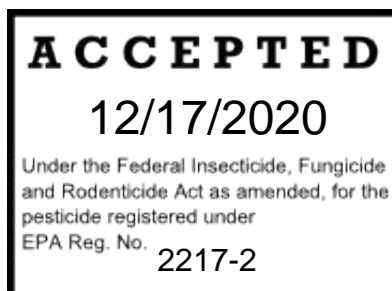 ACCEPTED
12/17/2020
Under the Federal Insecticide, Fungicide
and Rodenticide Act as amended, for the
pesticide registered under
EPA Reg. No. 2217-2